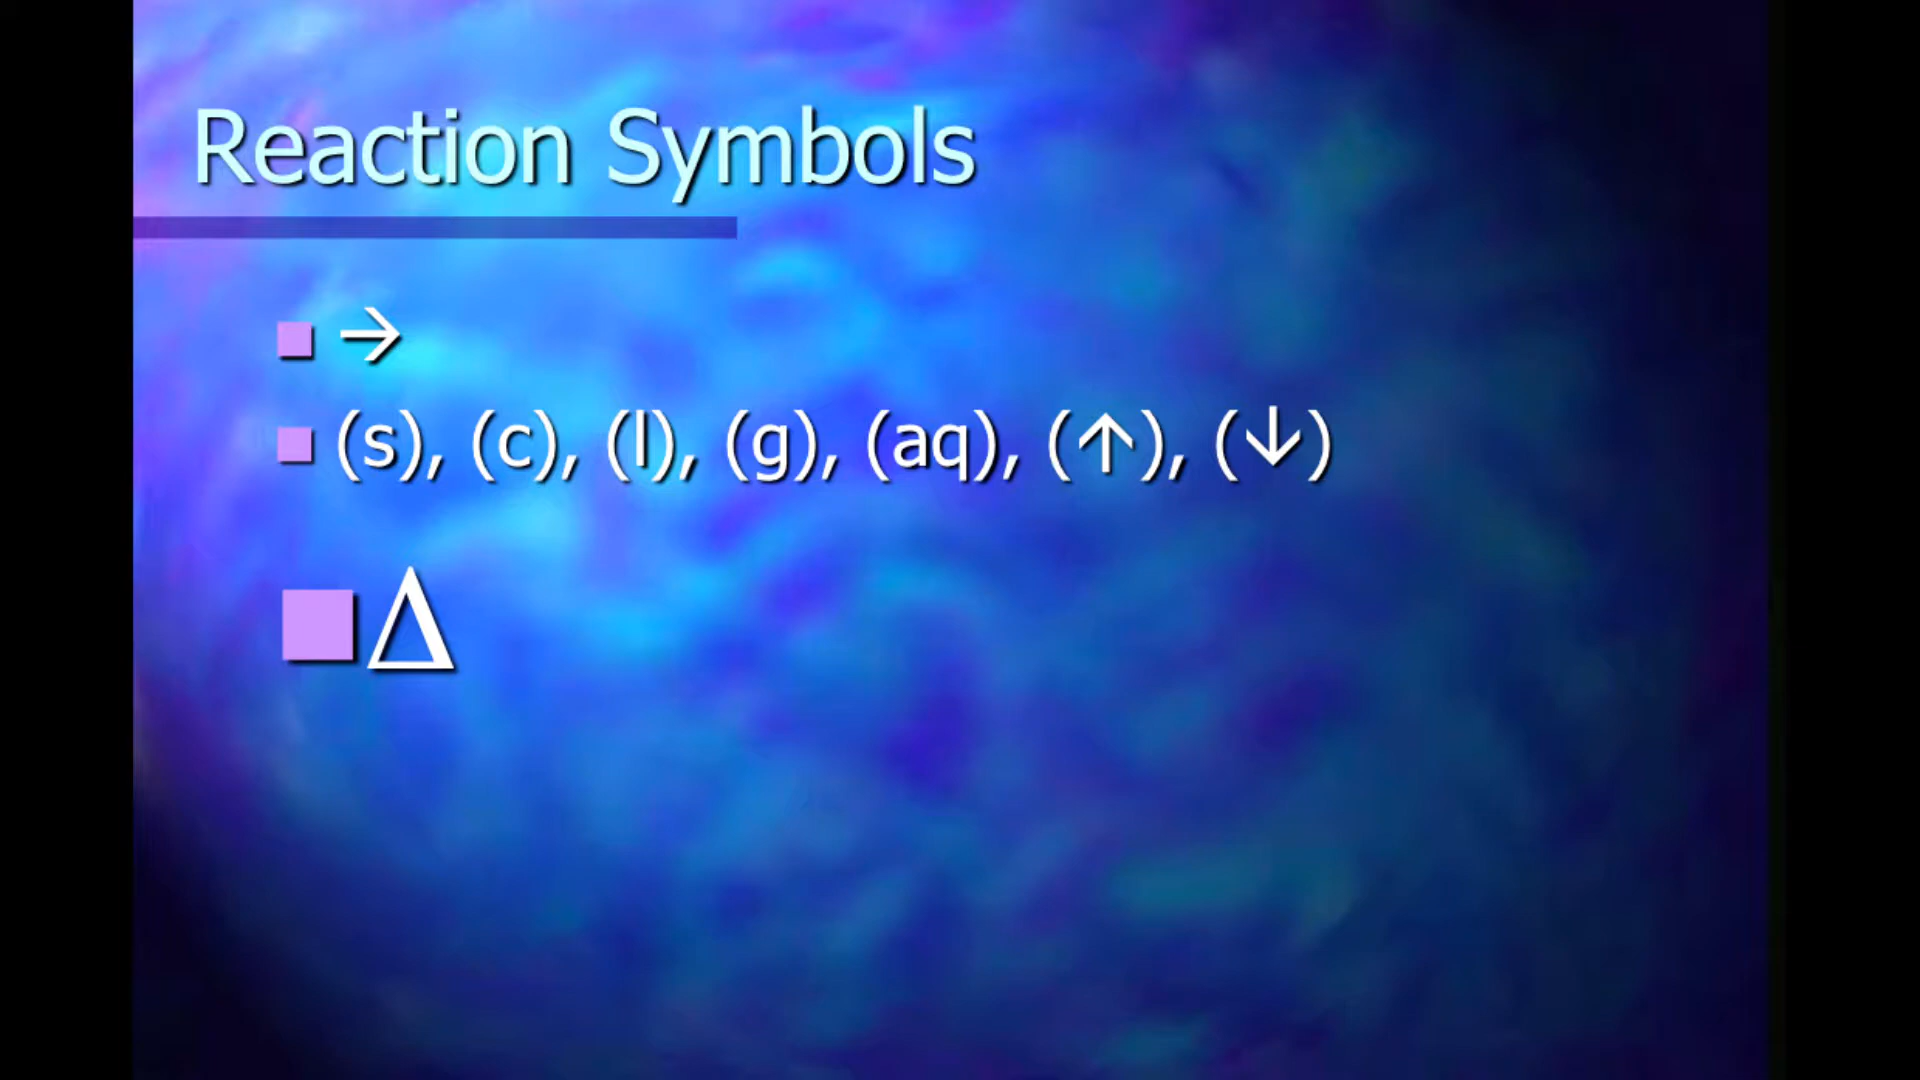 Reaction Symbols
→
(s), (c), (l), (g), (aq), (↑), (↓)
Δ